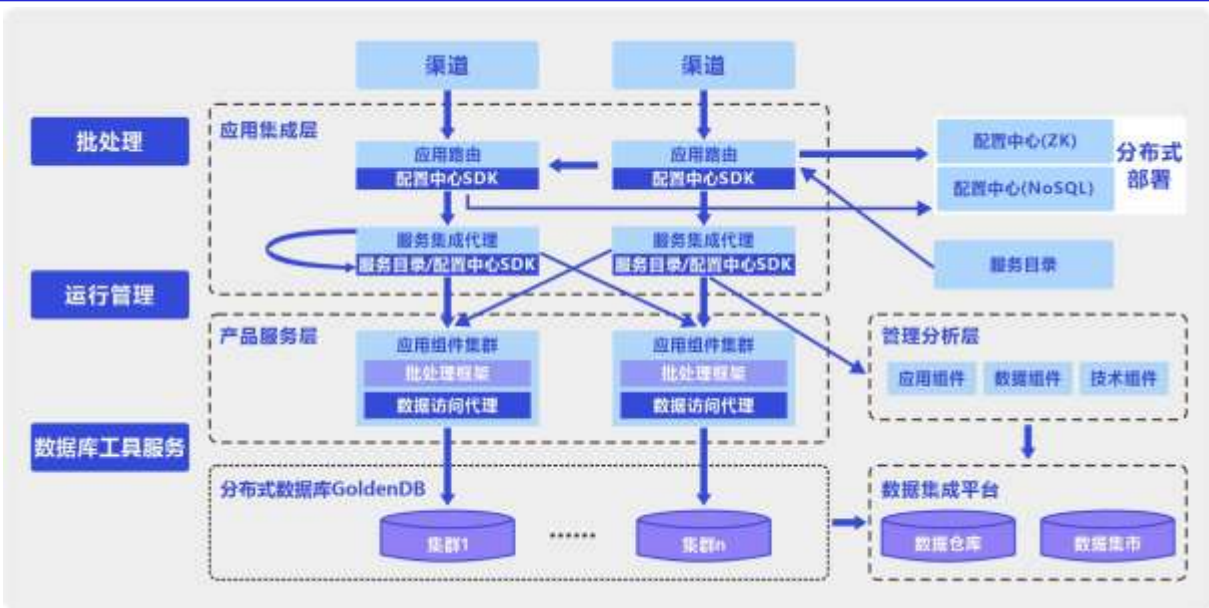 渠道
渠道
批处理
应用集成层
应用路由
配置中心SDK
应用路由
配置中心SDK
配置中心(ZK)
配置中心(NoSQL)
分布式
部署
服务集成代理
服务目录/配置中心SDK
服务集成代理
服务目录/配置中心SDK
服务目录
运行管理
产品服务层
应用组件集群
批处理框架
数据访问代理
应用组件集群
批处理框架
数据访问代理
管理分析层
应用组件
数据组件
技术组件
数据库工具服务
分布式数据库GoldenDB
集群1
......
集群n
数据集成平台
数据仓库
数据集市